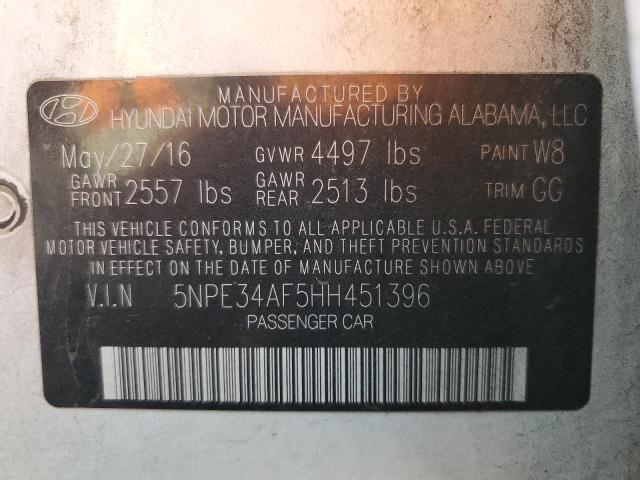 MANUFACTURED BY
HYUNDAI MOTOR MANUFACTURING ALABAMA, LLC
May/27/16 GVWR 4497 lbs PAINT W8
GAWR FRONT 2557 lbs GAWR REAR 2513 lbs TRIM GG
THIS VEHICLE CONFORMS TO ALL APPLICABLE U.S.A. FEDERAL
MOTOR VEHICLE SAFETY, BUMPER, AND THEFT PREVENTION STANDARDS
IN EFFECT ON THE DATE OF MANUFACTURE SHOWN ABOVE
V.I.N 5NPE34AF5HH451396
PASSENGER CAR